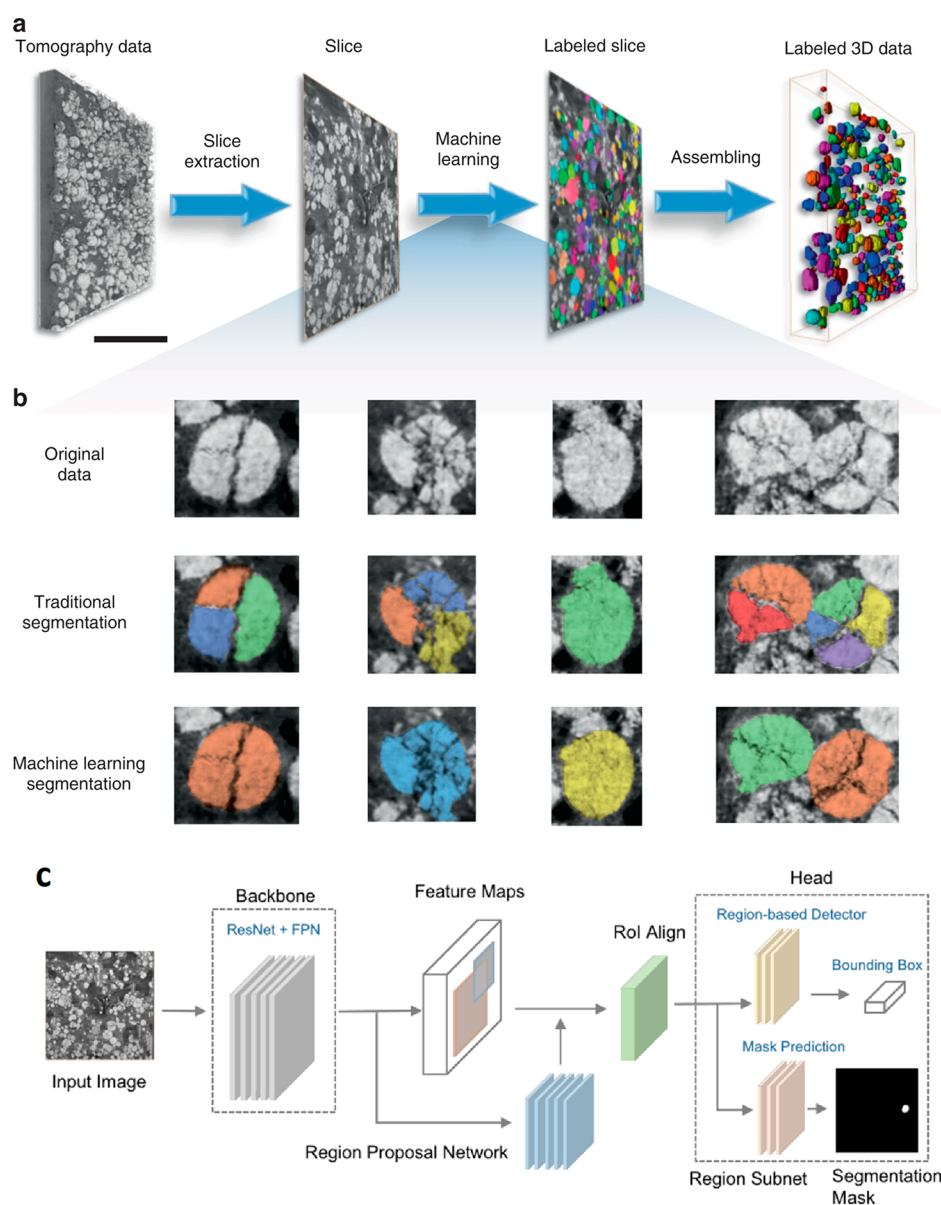 a
Tomography data
Slice
Labeled slice
Labeled 3D data
Slice
extraction
Machine
learning
Assembling
b
Original
data
Traditional
segmentation
Machine learning
segmentation
c
Backbone
ResNet + FPN
Feature Maps
RoI Align
Head
Region-based Detector
Bounding Box
Input Image
Mask Prediction
Region Proposal Network
Region Subnet
Segmentation
Mask